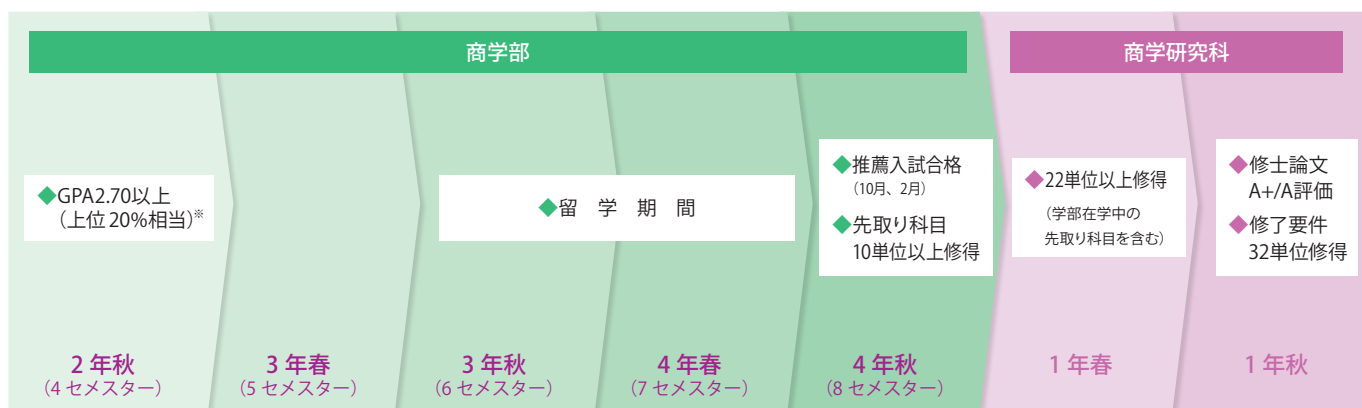 商学部
商学研究科
◆GPA2.70以上
（上位20%相当）※
◆留学期間
◆推薦入試合格
（10月、2月）
◆先取り科目
10単位以上修得
◆22単位以上修得
（学部在学中の
先取り科目を含む）
◆修士論文
A+/A評価
◆修了要件
32単位修得
2年秋
（4セメスター）
3年春
（5セメスター）
3年秋
（6セメスター）
4年春
（7セメスター）
4年秋
（8セメスター）
1年春
1年秋